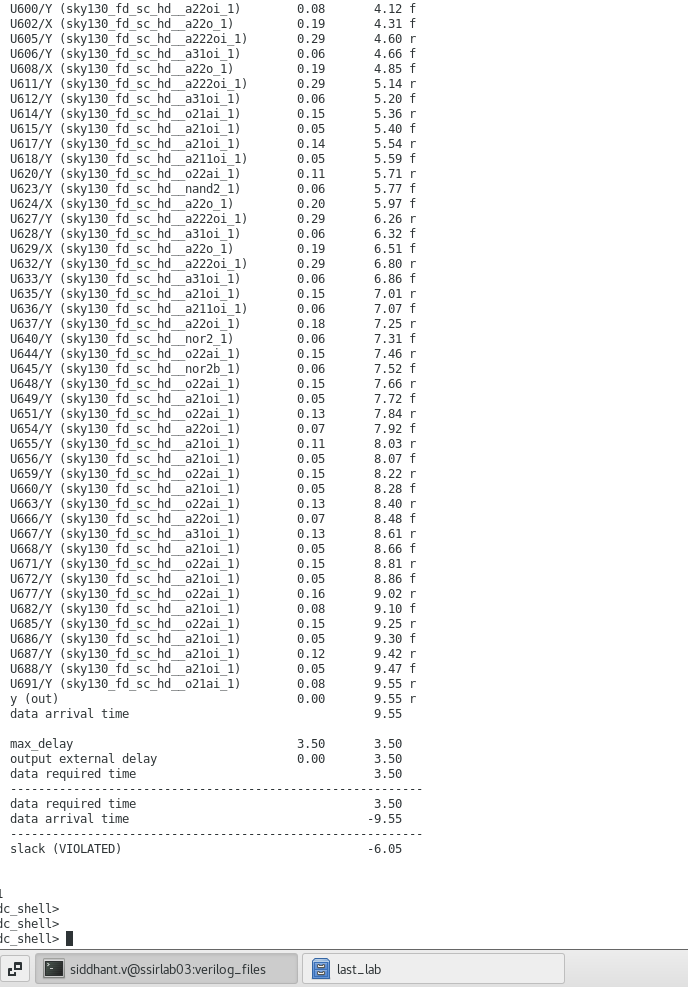 U600/Y (sky130_fd_sc_hd__a22oi_1) 0.08 4.12 f
U602/X (sky130_fd_sc_hd__a22o_1) 0.19 4.31 f
U605/Y (sky130_fd_sc_hd__a222oi_1) 0.29 4.60 r
U606/Y (sky130_fd_sc_hd__a31oi_1) 0.06 4.66 f
U608/X (sky130_fd_sc_hd__a22o_1) 0.19 4.85 f
U611/Y (sky130_fd_sc_hd__a222oi_1) 0.29 5.14 r
U612/Y (sky130_fd_sc_hd__a31oi_1) 0.06 5.20 f
U614/Y (sky130_fd_sc_hd__o21ai_1) 0.15 5.36 r
U615/Y (sky130_fd_sc_hd__a21oi_1) 0.05 5.40 f
U617/Y (sky130_fd_sc_hd__a21oi_1) 0.14 5.54 r
U618/Y (sky130_fd_sc_hd__a211oi_1) 0.05 5.59 f
U620/Y (sky130_fd_sc_hd__o22ai_1) 0.11 5.71 r
U623/Y (sky130_fd_sc_hd__nand2_1) 0.06 5.77 f
U624/X (sky130_fd_sc_hd__a22o_1) 0.20 5.97 f
U627/Y (sky130_fd_sc_hd__a222oi_1) 0.29 6.26 r
U628/Y (sky130_fd_sc_hd__a31oi_1) 0.06 6.32 f
U629/X (sky130_fd_sc_hd__a22o_1) 0.19 6.51 f
U632/Y (sky130_fd_sc_hd__a222oi_1) 0.29 6.80 r
U633/Y (sky130_fd_sc_hd__a31oi_1) 0.06 6.86 f
U635/Y (sky130_fd_sc_hd__a21oi_1) 0.15 7.01 r
U636/Y (sky130_fd_sc_hd__a211oi_1) 0.06 7.07 f
U637/Y (sky130_fd_sc_hd__a22oi_1) 0.18 7.25 r
U640/Y (sky130_fd_sc_hd__nor2_1) 0.06 7.31 f
U644/Y (sky130_fd_sc_hd__o22ai_1) 0.15 7.46 r
U645/Y (sky130_fd_sc_hd__nor2b_1) 0.06 7.52 f
U648/Y (sky130_fd_sc_hd__o22ai_1) 0.15 7.66 r
U649/Y (sky130_fd_sc_hd__a21oi_1) 0.05 7.72 f
U651/Y (sky130_fd_sc_hd__o22ai_1) 0.13 7.84 r
U654/Y (sky130_fd_sc_hd__a22oi_1) 0.07 7.92 f
U655/Y (sky130_fd_sc_hd__a21oi_1) 0.11 8.03 r
U656/Y (sky130_fd_sc_hd__a21oi_1) 0.05 8.07 f
U659/Y (sky130_fd_sc_hd__o22ai_1) 0.15 8.22 r
U660/Y (sky130_fd_sc_hd__a21oi_1) 0.05 8.28 f
U663/Y (sky130_fd_sc_hd__o22ai_1) 0.13 8.40 r
U666/Y (sky130_fd_sc_hd__a22oi_1) 0.07 8.48 f
U667/Y (sky130_fd_sc_hd__a31oi_1) 0.13 8.61 r
U668/Y (sky130_fd_sc_hd__a21oi_1) 0.05 8.66 f
U671/Y (sky130_fd_sc_hd__o22ai_1) 0.15 8.81 r
U672/Y (sky130_fd_sc_hd__a21oi_1) 0.05 8.86 f
U677/Y (sky130_fd_sc_hd__o22ai_1) 0.16 9.02 r
U682/Y (sky130_fd_sc_hd__a21oi_1) 0.08 9.10 f
U685/Y (sky130_fd_sc_hd__o22ai_1) 0.15 9.25 r
U686/Y (sky130_fd_sc_hd__a21oi_1) 0.05 9.30 f
U687/Y (sky130_fd_sc_hd__a21oi_1) 0.12 9.42 r
U688/Y (sky130_fd_sc_hd__a21oi_1) 0.05 9.47 f
U691/Y (sky130_fd_sc_hd__o21ai_1) 0.08 9.55 r
y (out) 0.00 9.55 r
data arrival time 9.55
max_delay 3.50 3.50
output external delay 0.00 3.50
data required time 3.50
-----------------------------------------------------------
data required time 3.50
data arrival time -9.55
-----------------------------------------------------------
slack (VIOLATED) -6.05
1
dc_shell>
dc_shell>
dc_shell>
siddhant.v@ssirlab03:verilog_files
last_lab